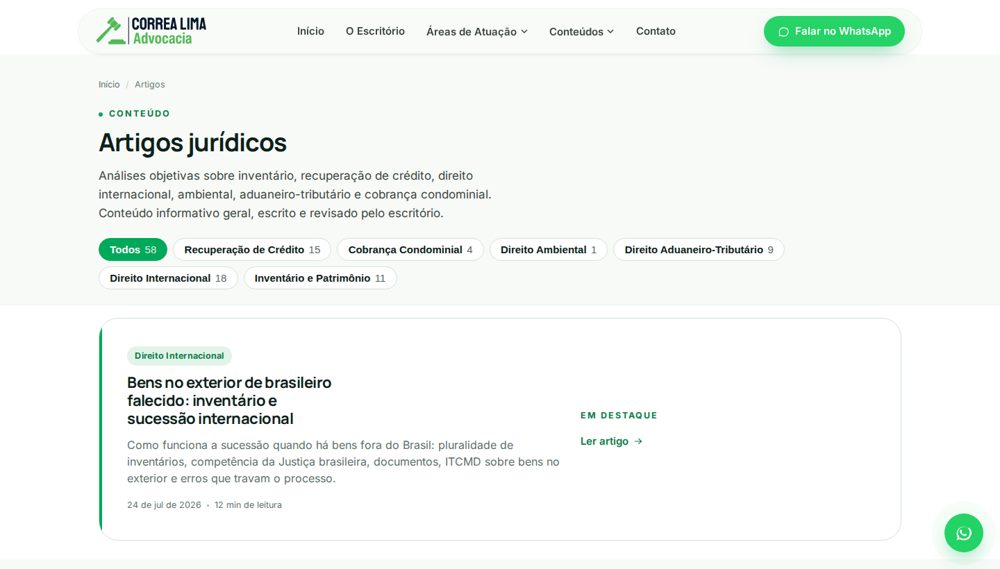 CORREA LIMA
Advocacia
Início
O Escritório
Áreas de Atuação
Conteúdos
Contato
Falar no WhatsApp
Início / Artigos
CONTEÚDO
Artigos jurídicos
Análises objetivas sobre inventário, recuperação de crédito, direito
internacional, ambiental, aduaneiro-tributário e cobrança condominial.
Conteúdo informativo geral, escrito e revisado pelo escritório.
Todos 58
Recuperação de Crédito 15
Cobrança Condominial 4
Direito Ambiental 1
Direito Aduaneiro-Tributário 9
Direito Internacional 18
Inventário e Patrimônio 11
Direito Internacional
Bens no exterior de brasileiro
falecido: inventário e
sucessão internacional
Como funciona a sucessão quando há bens fora do Brasil: pluralidade de
inventários, competência da Justiça brasileira, documentos, ITCMD sobre bens no
exterior e erros que travam o processo.
24 de jul de 2026 · 12 min de leitura
EM DESTAQUE
Ler artigo →